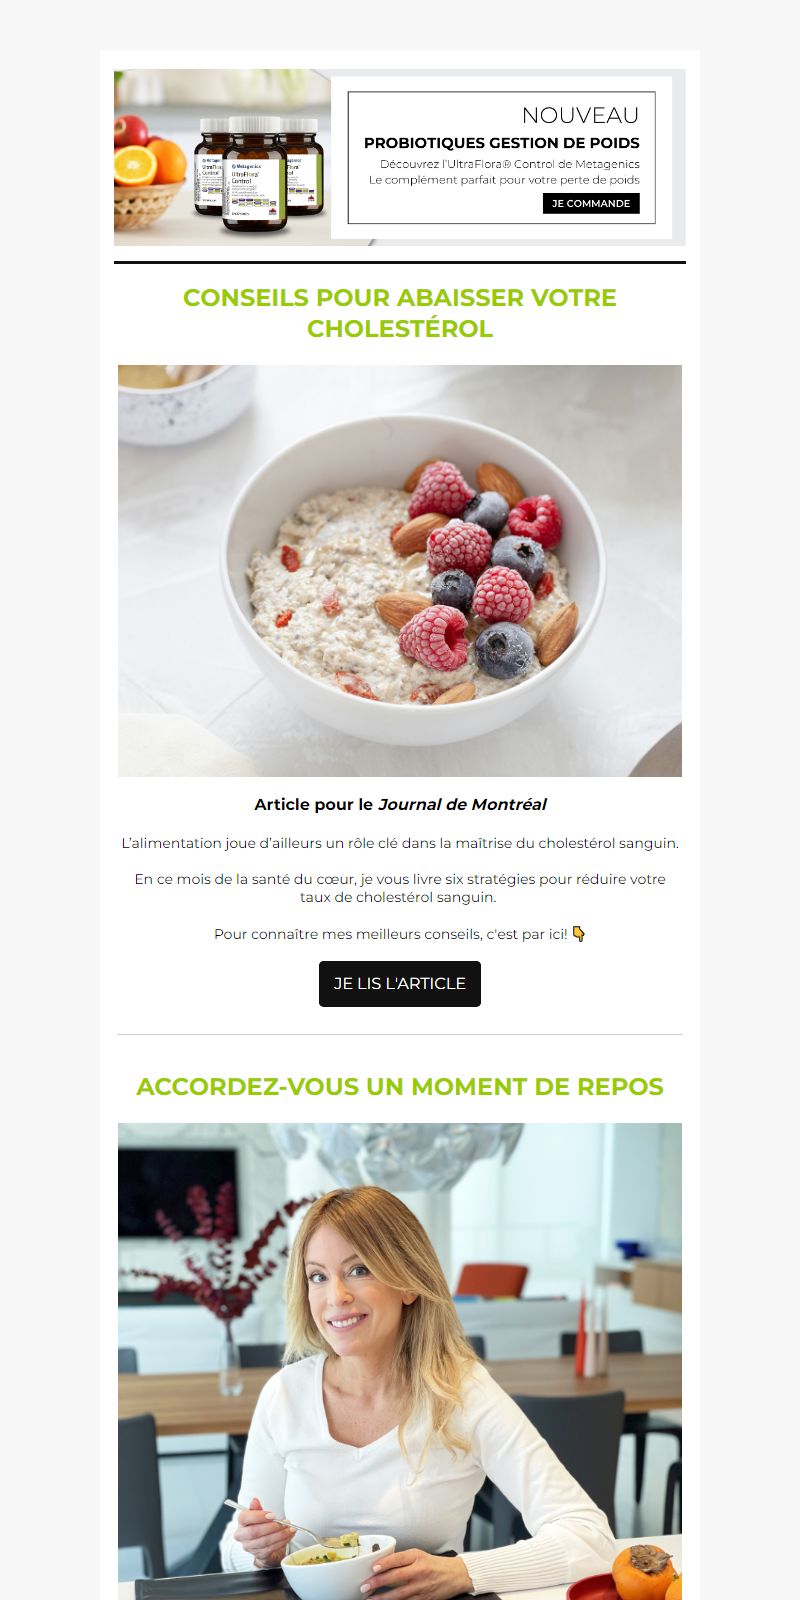 NOUVEAU
PROBIOTIQUES GESTION DE POIDS
Découvrez l'UltraFlora® Control de Metagenics
Le complément parfait pour votre perte de poids
JE COMMANDE
Metagenics
UltraFlora
Control
CONSEILS POUR ABAISSER VOTRE
CHOLESTÉROL
Article pour le Journal de Montréal
L’alimentation joue d’ailleurs un rôle clé dans la maîtrise du cholestérol sanguin.
En ce mois de la santé du cœur, je vous livre six stratégies pour réduire votre
taux de cholestérol sanguin.
Pour connaître mes meilleurs conseils, c'est par ici! 👇
JE LIS L'ARTICLE
ACCORDEZ-VOUS UN MOMENT DE REPOS